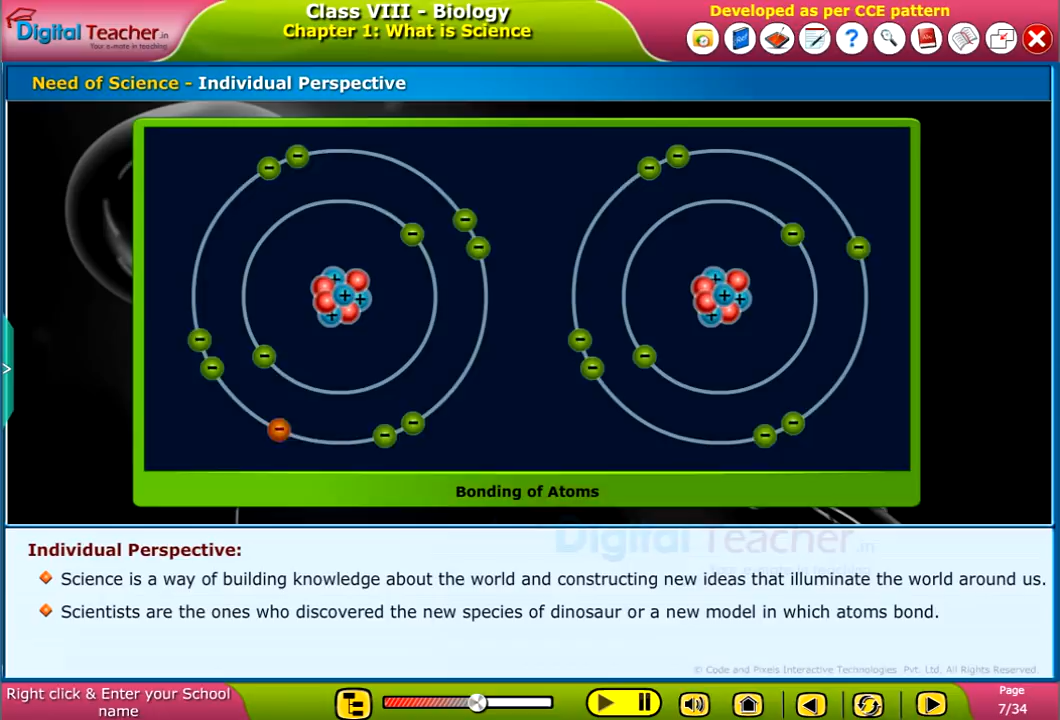 Digital Teacher.in
Your e-mate in teaching
Class VIII - Biology
Chapter 1: What is Science
Developed as per CCE pattern
Need of Science - Individual Perspective
Bonding of Atoms
Individual Perspective:
Science is a way of building knowledge about the world and constructing new ideas that illuminate the world around us.
Scientists are the ones who discovered the new species of dinosaur or a new model in which atoms bond.
Digital Teacher.in
© Code and Pixels Interactive Technologies Pvt. Ltd. All Rights Reserved.
Right click & Enter your School
name
Page
7/34